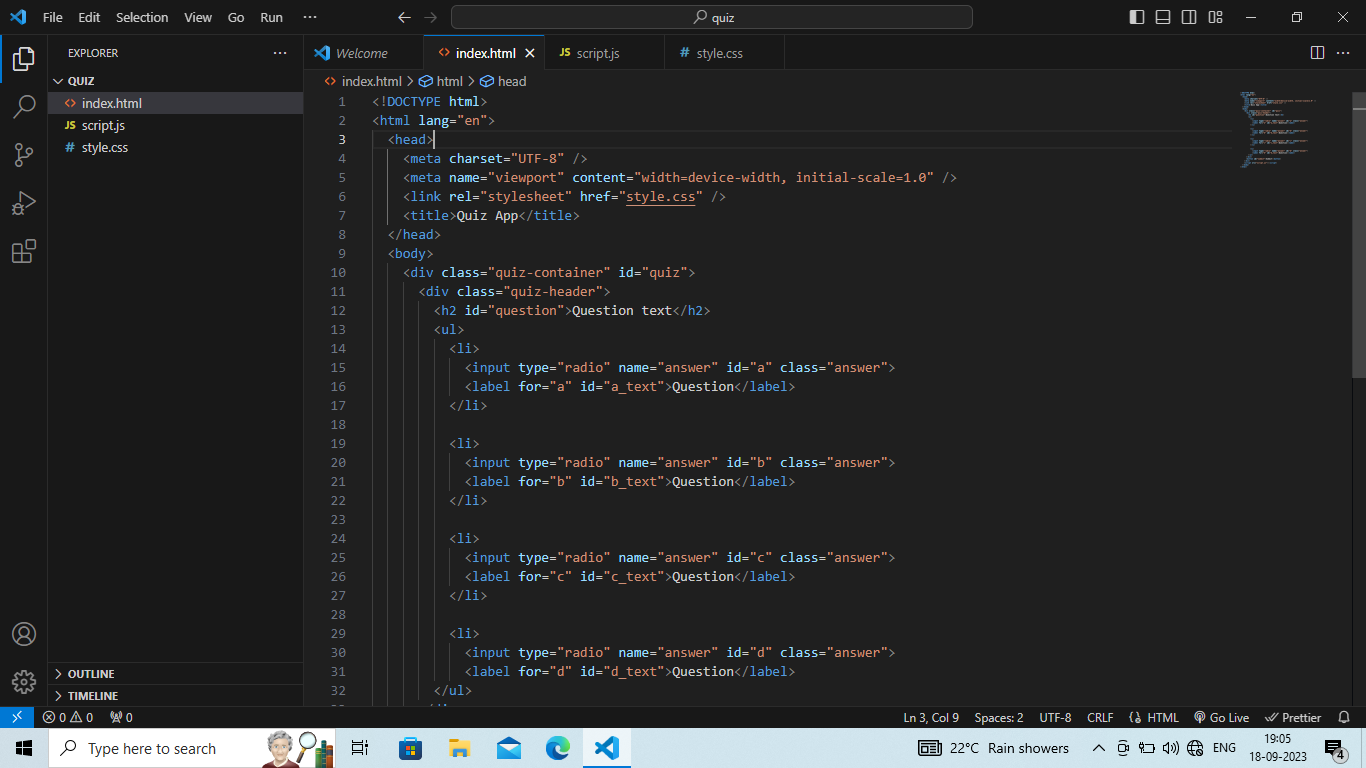 File Edit Selection View Go Run ···
quiz
EXPLORER
QUIZ
index.html
JS script.js
# style.css
OUTLINE
TIMELINE
Welcome
index.html
JS script.js
# style.css
index.html > html > head
1 <!DOCTYPE html>
2 <html lang="en">
3 <head>
4 <meta charset="UTF-8" />
5 <meta name="viewport" content="width=device-width, initial-scale=1.0" />
6 <link rel="stylesheet" href="style.css" />
7 <title>Quiz App</title>
8 </head>
9 <body>
10 <div class="quiz-container" id="quiz">
11 <div class="quiz-header">
12 <h2 id="question">Question text</h2>
13 <ul>
14 <li>
15 <input type="radio" name="answer" id="a" class="answer">
16 <label for="a" id="a_text">Question</label>
17 </li>
18
19 <li>
20 <input type="radio" name="answer" id="b" class="answer">
21 <label for="b" id="b_text">Question</label>
22 </li>
23
24 <li>
25 <input type="radio" name="answer" id="c" class="answer">
26 <label for="c" id="c_text">Question</label>
27 </li>
28
29 <li>
30 <input type="radio" name="answer" id="d" class="answer">
31 <label for="d" id="d_text">Question</label>
32 </ul>
0 0 0
Ln 3, Col 9 Spaces: 2 UTF-8 CRLF HTML Go Live Prettier
Type here to search
22°C Rain showers
ENG
19:05
18-09-2023
4